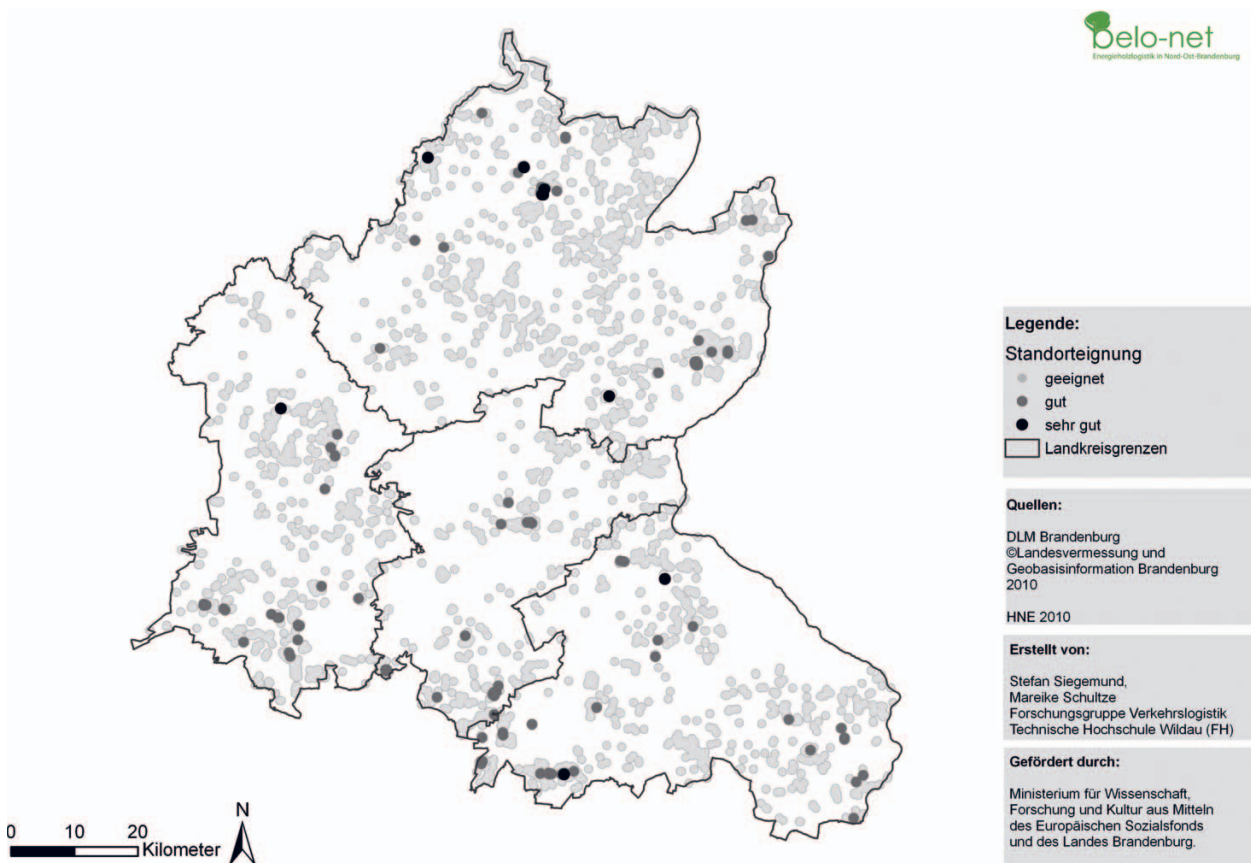 belo-net
Energieholzlogistik in Nord-Ost-Brandenburg
Legende:
Standorteignung
geeignet
gut
sehr gut
Landkreisgrenzen
Quellen:
DLM Brandenburg
©Landesvermessung und
Geobasisinformation Brandenburg
2010
HNE 2010
Erstellt von:
Stefan Siegemund,
Mareike Schultze
Forschungsgruppe Verkehrslogistik
Technische Hochschule Wildau (FH)
Gefördert durch:
Ministerium für Wissenschaft,
Forschung und Kultur aus Mitteln
des Europäischen Sozialsfonds
und des Landes Brandenburg.
N
0 10 20
Kilometer